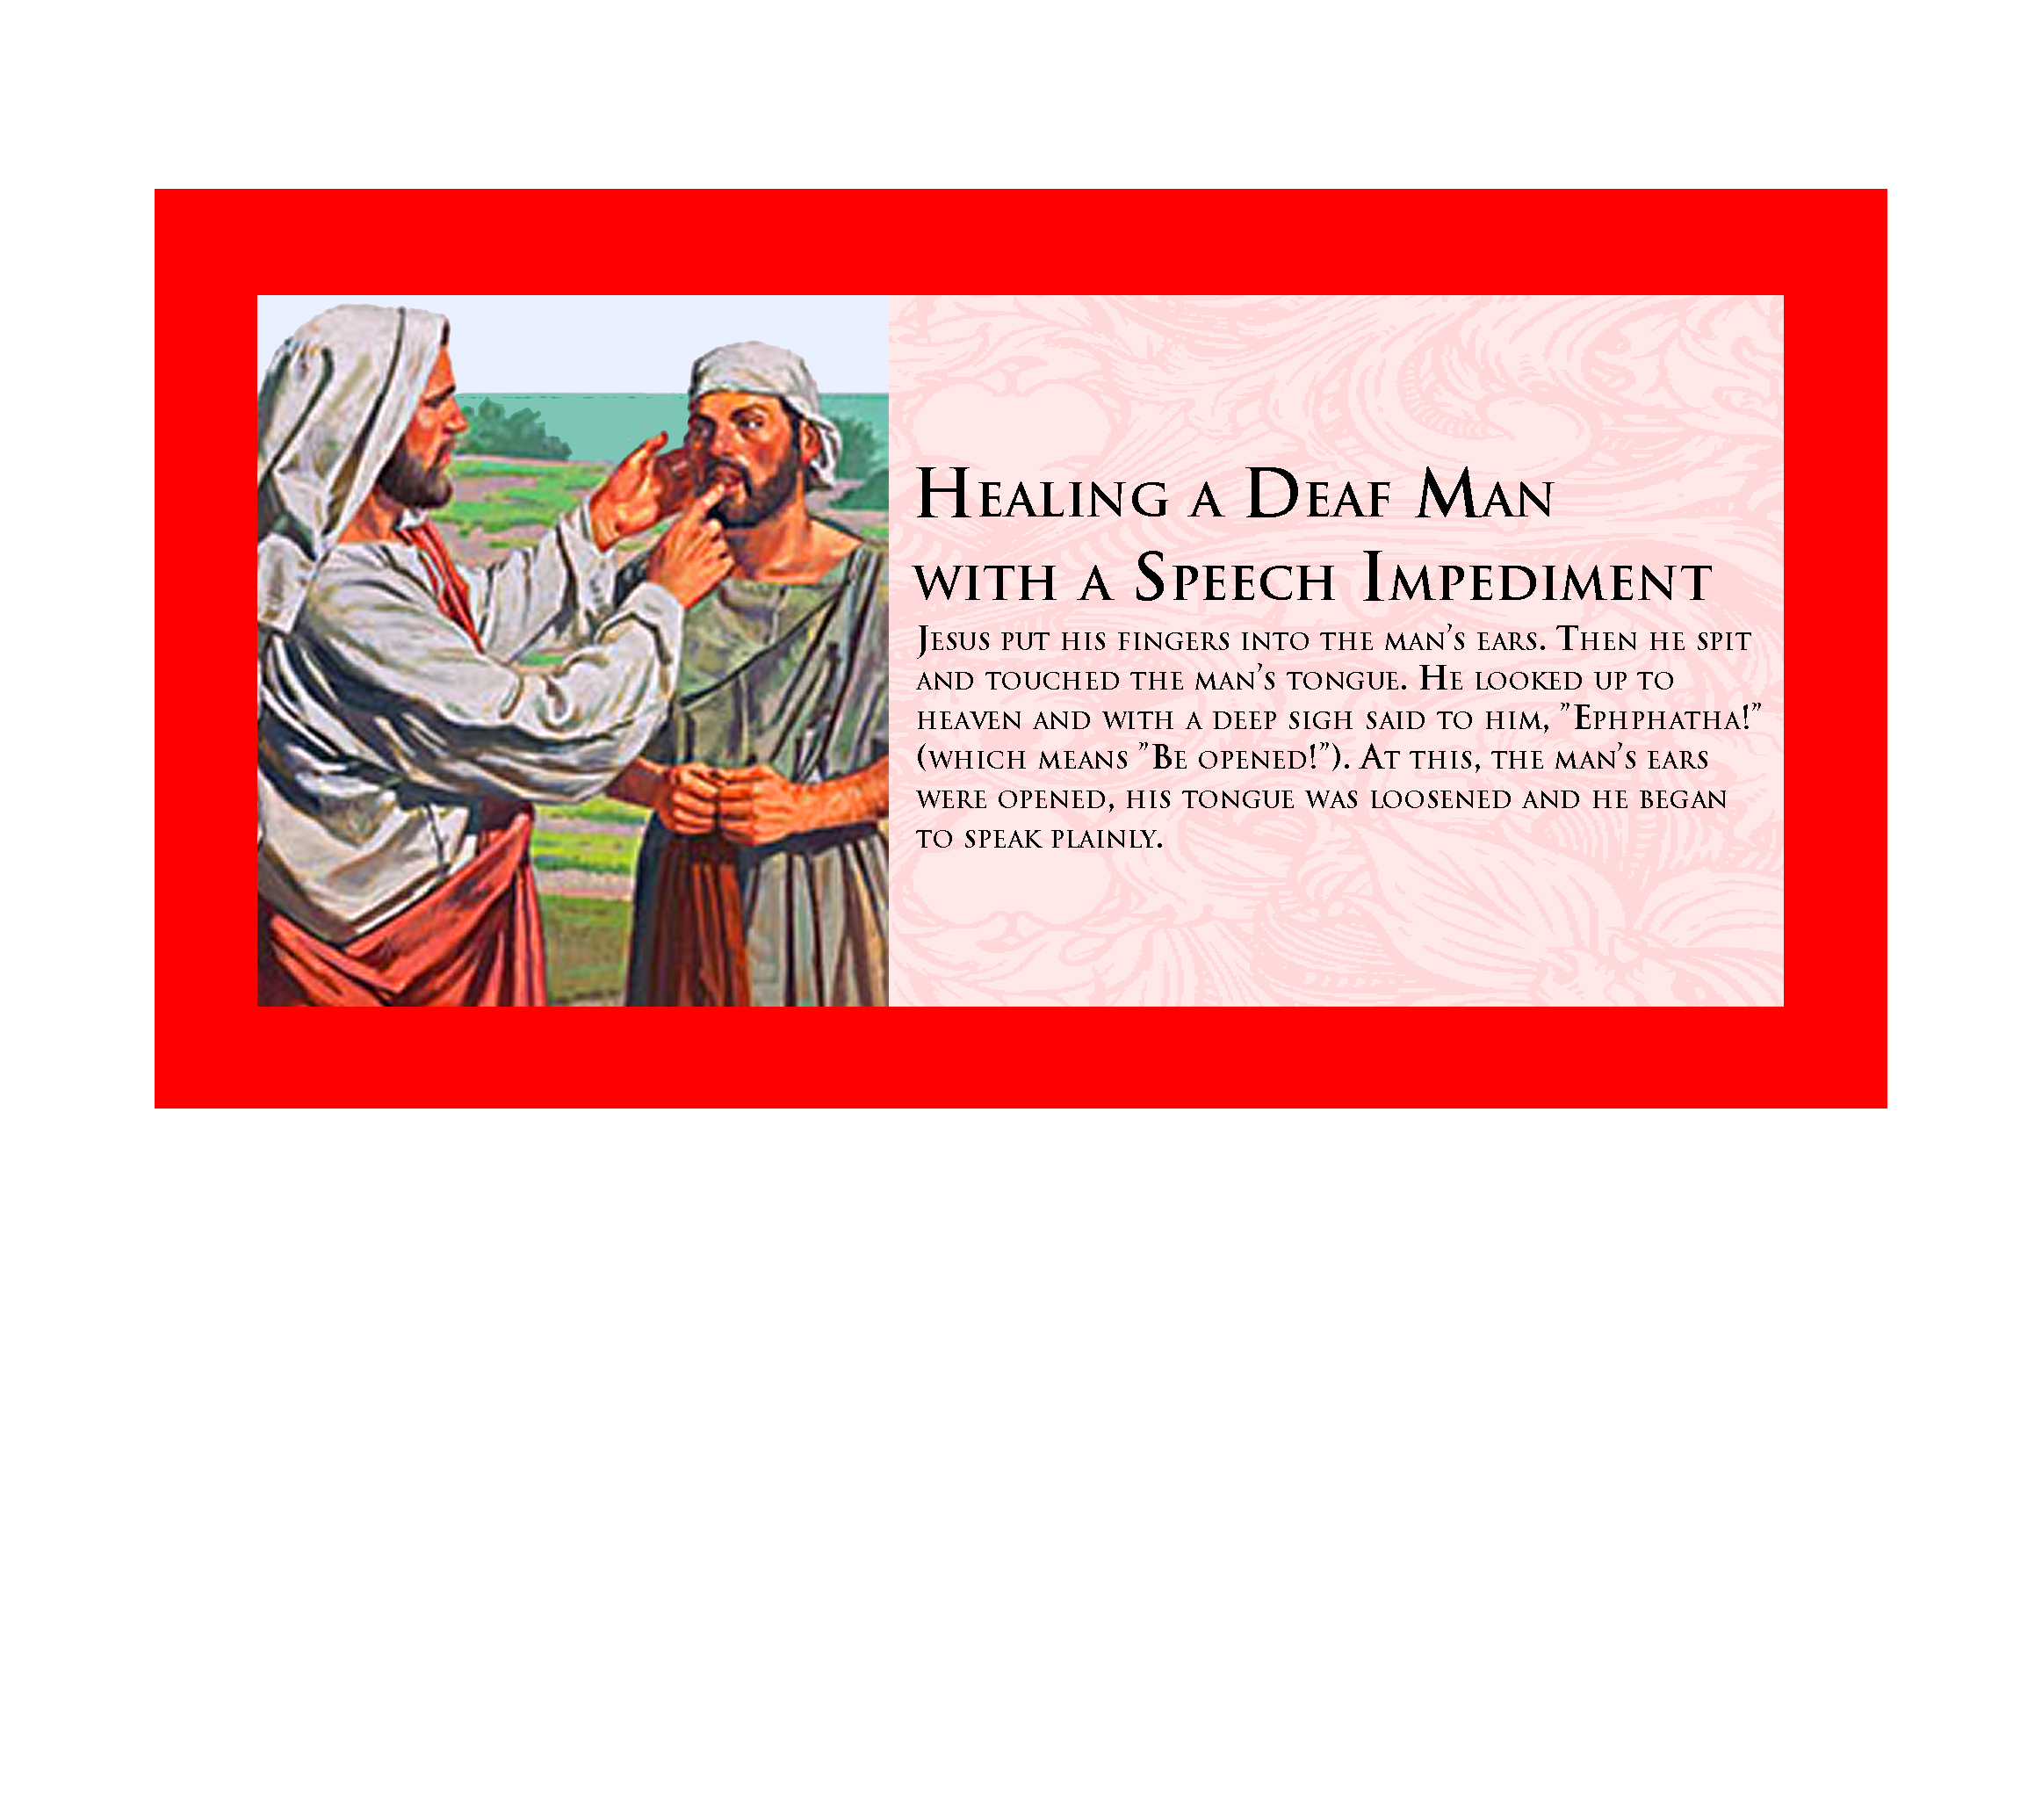 Healing a Deaf Man
with a Speech Impediment
Jesus put his fingers into the man’s ears. Then he spit
and touched the man’s tongue. He looked up to
heaven and with a deep sigh said to him, ”Ephphatha!”
(which means ”Be opened!”). At this, the man’s ears
were opened, his tongue was loosened and he began
to speak plainly.